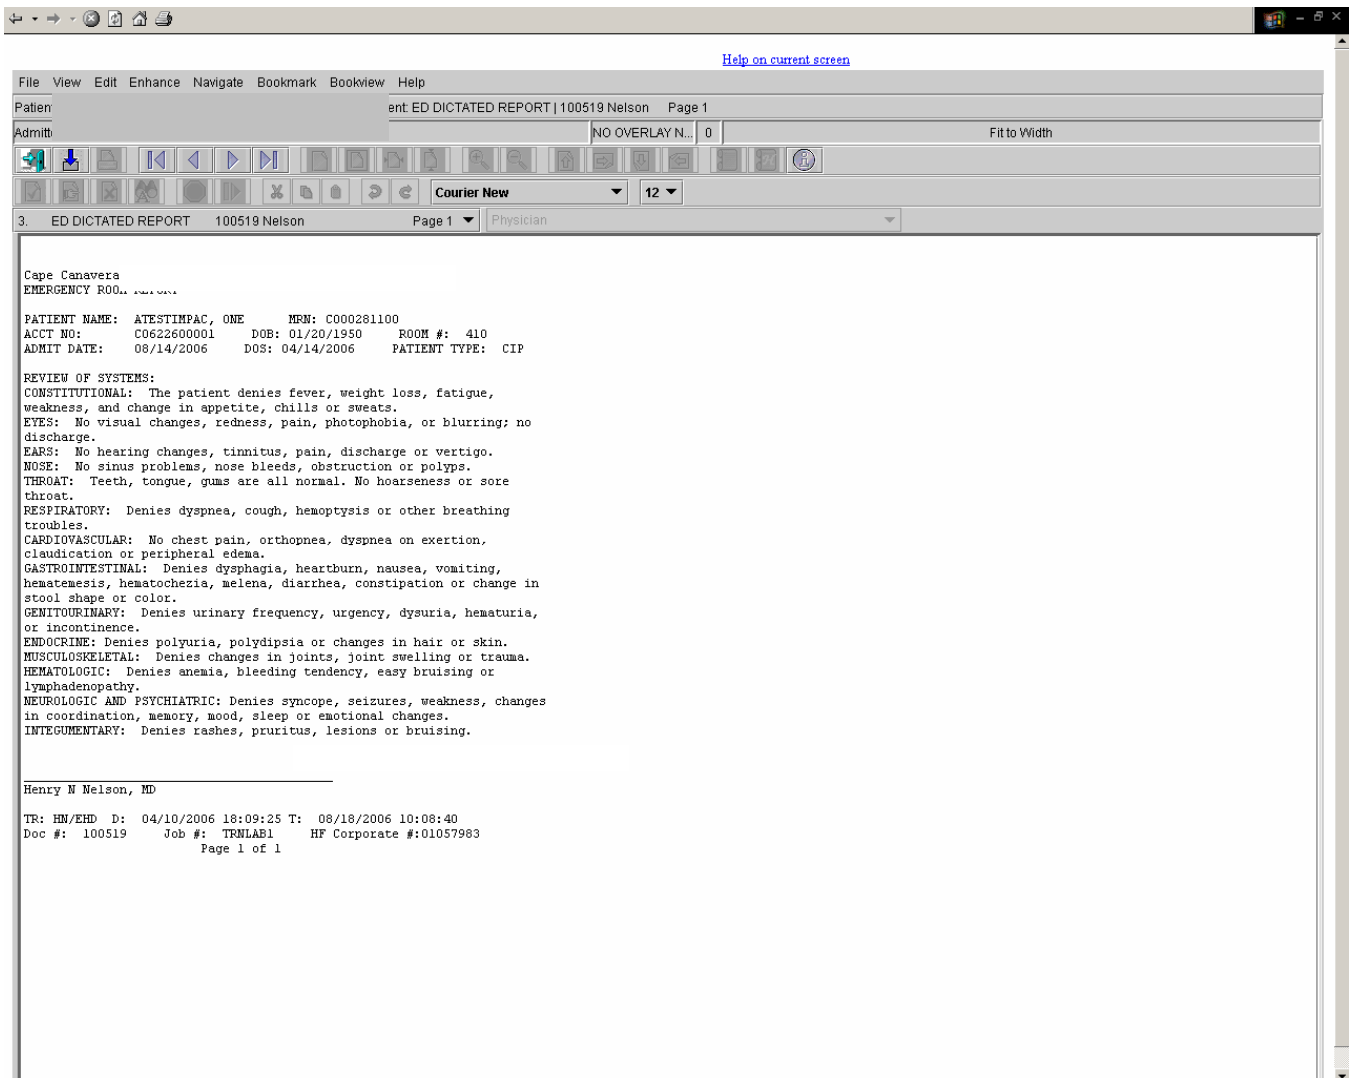 Help on current screen
File View Edit Enhance Navigate Bookmark Bookview Help
ED DICTATED REPORT | 100519 Nelson Page 1
NO OVERLAY N... 0 Fit to Width
Courier New 12
3. ED DICTATED REPORT 100519 Nelson Page 1 Physician
Cape Canavera
EMERGENCY
PATIENT NAME: ATESTIMPAC, ONE MRN: C000281100
ACCT NO: C0622600001 DOB: 01/20/1950 ROOM #: 410
ADMIT DATE: 08/14/2006 DOS: 04/14/2006 PATIENT TYPE: CIP
REVIEW OF SYSTEMS:
CONSTITUTIONAL: The patient denies fever, weight loss, fatigue,
weakness, and change in appetite, chills or sweats.
EYES: No visual changes, redness, pain, photophobia, or blurring; no
discharge.
EARS: No hearing changes, tinnitus, pain, discharge or vertigo.
NOSE: No sinus problems, nose bleeds, obstruction or polyps.
THROAT: Teeth, tongue, gums are all normal. No hoarseness or sore
throat.
RESPIRATORY: Denies dyspnea, cough, hemoptysis or other breathing
troubles.
CARDIOVASCULAR: No chest pain, orthopnea, dyspnea on exertion,
claudication or peripheral edema.
GASTROINTESTINAL: Denies dysphagia, heartburn, nausea, vomiting,
hematemesis, hematochezia, melena, diarrhea, constipation or change in
stool shape or color.
GENITOURINARY: Denies urinary frequency, urgency, dysuria, hematuria,
or incontinence.
ENDOCRINE: Denies polyuria, polydipsia or changes in hair or skin.
MUSCULOSKELETAL: Denies changes in joints, joint swelling or trauma.
HEMATOLOGIC: Denies anemia, bleeding tendency, easy bruising or
lymphadenopathy.
NEUROLOGIC AND PSYCHIATRIC: Denies syncope, seizures, weakness, changes
in coordination, memory, mood, sleep or emotional changes.
INTEGUMENTARY: Denies rashes, pruritus, lesions or bruising.
Henry N Nelson, MD
TR: HN/EHD D: 04/10/2006 18:09:25 T: 08/18/2006 10:08:40
Doc #: 100519 Job #: TRNLAB1 HF Corporate #:01057983
Page 1 of 1